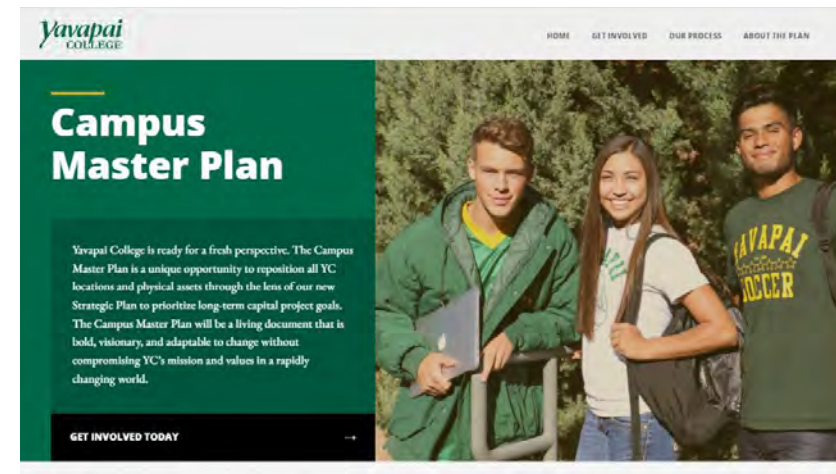 Yavapai
COLLEGE
HOME GET INVOLVED OUR PROCESS ABOUT THE PLAN
Campus
Master Plan
Yavapai College is ready for a fresh perspective. The Campus
Master Plan is a unique opportunity to reposition all YC
locations and physical assets through the lens of our new
Strategic Plan to prioritize long-term capital project goals.
The Campus Master Plan will be a living document that is
bold, visionary, and adaptable to change without
compromising YC's mission and values in a rapidly
changing world.
GET INVOLVED TODAY →
YAVAPAI
SOCCER